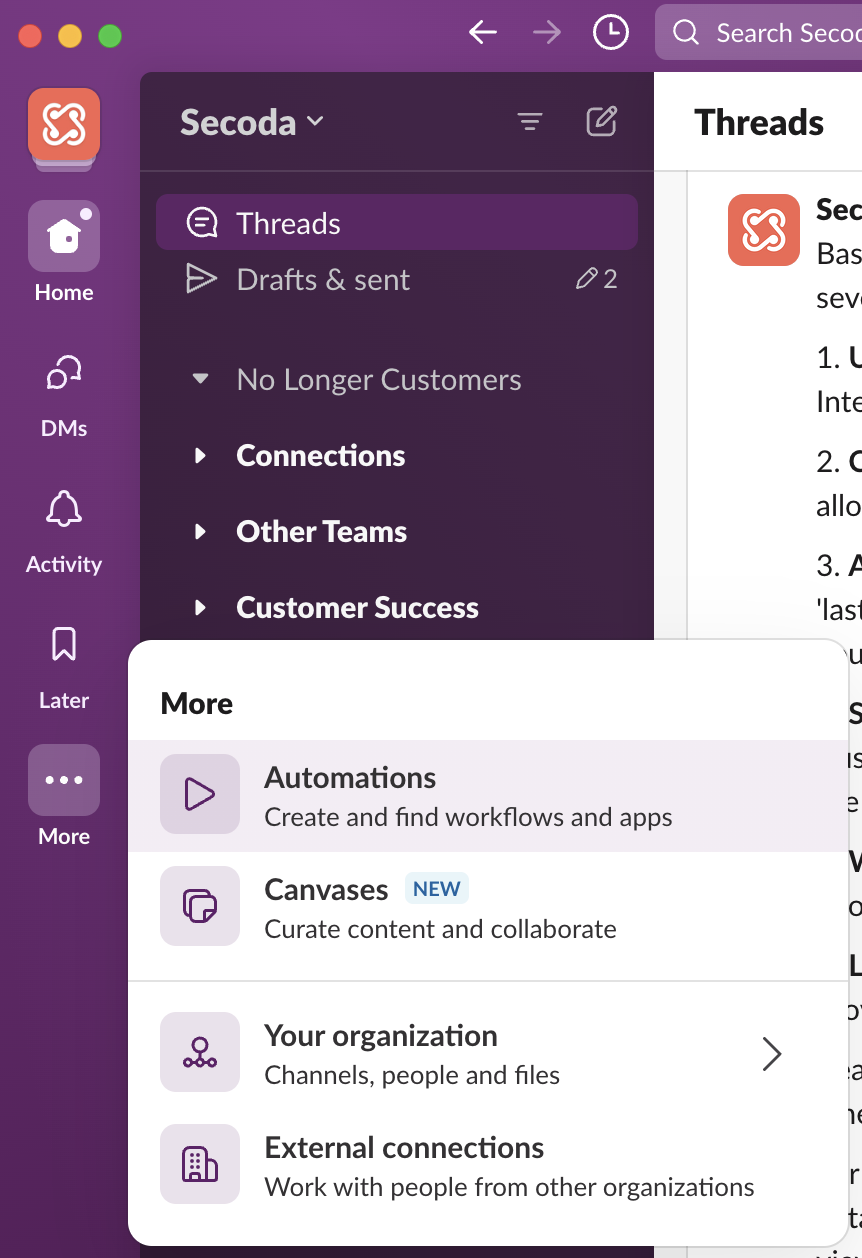 Search Secod
Secoda
Threads
Drafts & sent
2
No Longer Customers
Connections
Other Teams
Customer Success
Home
DMs
Activity
Later
More
Threads
Sec
Bas
seve
1. U
Inte
2. C
allo
3. A
'last
More
Automations
Create and find workflows and apps
Canvases NEW
Curate content and collaborate
Your organization
Channels, people and files
External connections
Work with people from other organizations